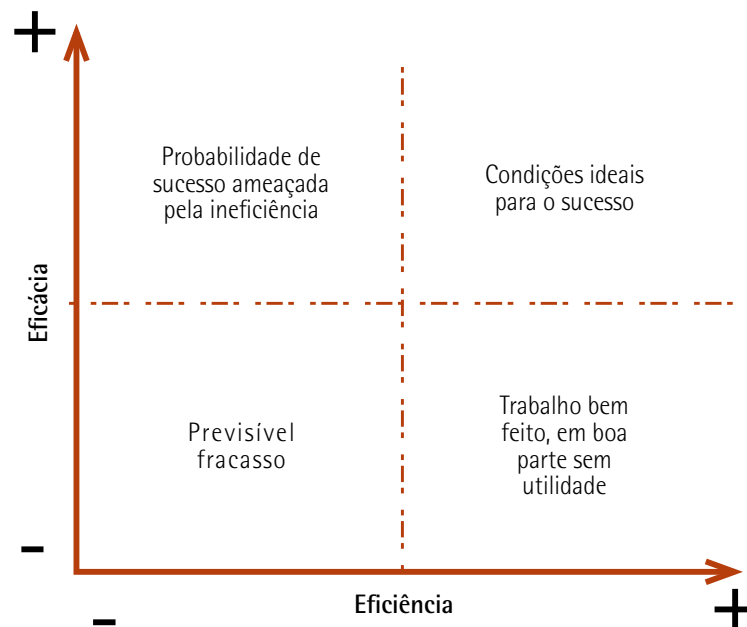 +
Probabilidade de
sucesso ameaçada
pela ineficiência
Condições ideais
para o sucesso
Eficácia
Previsível
fracasso
Trabalho bem
feito, em boa
parte sem
utilidade
-
-
Eficiência
+